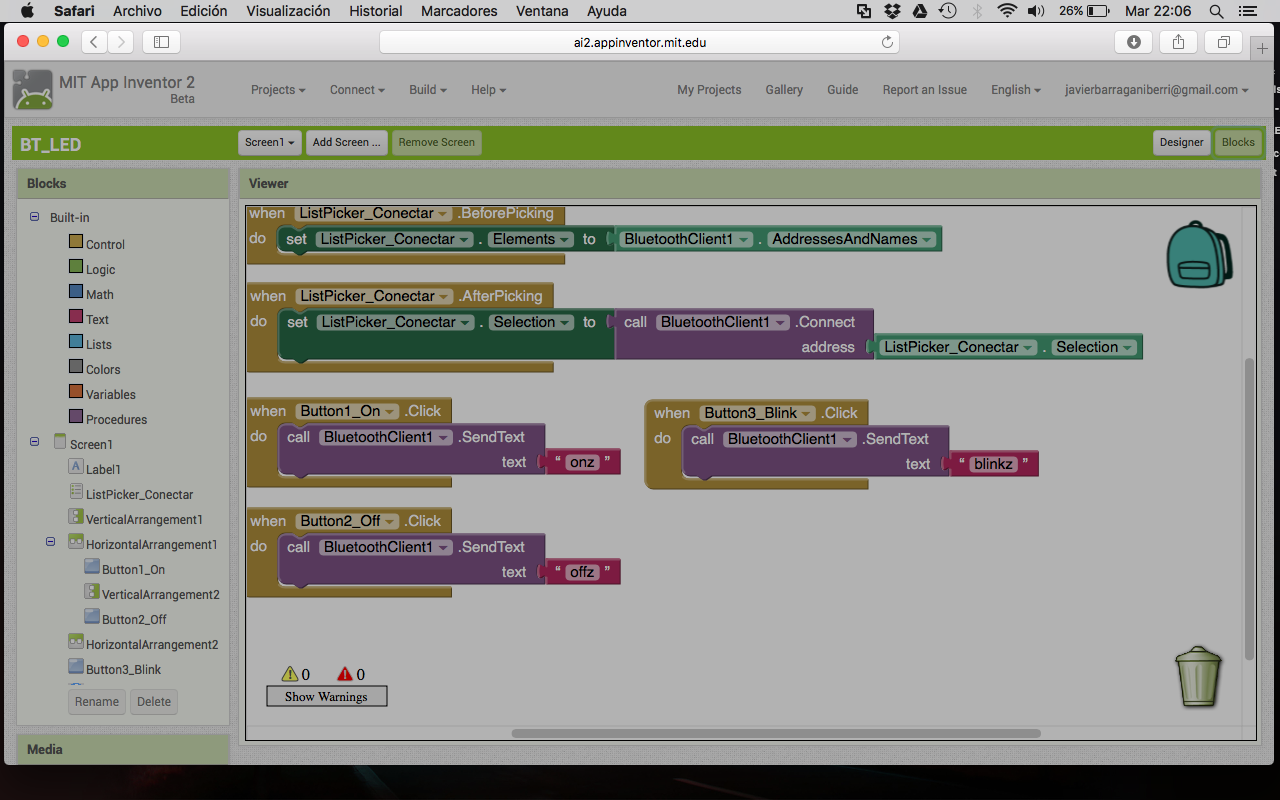 Safari Archivo Edición Visualización Historial Marcadores Ventana Ayuda 26% Mar 22:06
ai2.appinventor.mit.edu
MIT App Inventor 2
Beta
Projects Connect Build Help My Projects Gallery Guide Report an Issue English javierbarraganiberri@gmail.com
BT_LED Screen1 Add Screen ... Remove Screen Designer Blocks
Blocks
Viewer
Built-in
Control
Logic
Math
Text
Lists
Colors
Variables
Procedures
Screen1
Label1
ListPicker_Conectar
VerticalArrangement1
HorizontalArrangement1
Button1_On
VerticalArrangement2
Button2_Off
HorizontalArrangement2
Button3_Blink
Rename Delete
Media
when ListPicker_Conectar .BeforePicking
do set ListPicker_Conectar . Elements to BluetoothClient1 . AddressesAndNames
when ListPicker_Conectar .AfterPicking
do set ListPicker_Conectar . Selection to call BluetoothClient1 .Connect
address ListPicker_Conectar . Selection
when Button1_On .Click
do call BluetoothClient1 .SendText
text “ onz ”
when Button3_Blink .Click
do call BluetoothClient1 .SendText
text “ blinkz ”
when Button2_Off .Click
do call BluetoothClient1 .SendText
text “ offz ”
0 0
Show Warnings